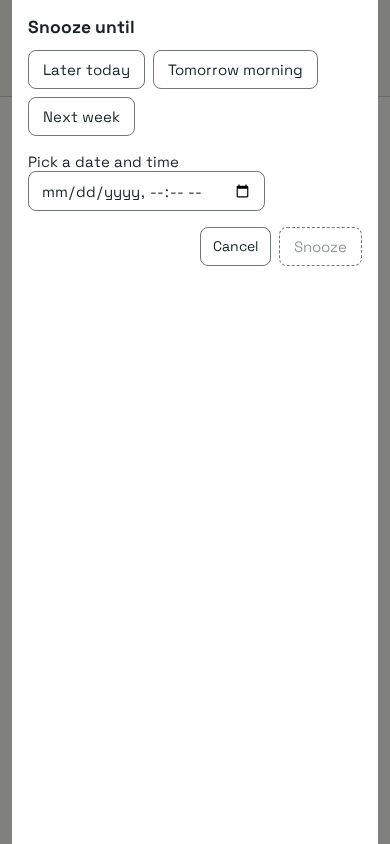 Snooze until
Later today
Tomorrow morning
Next week
Pick a date and time
mm/dd/yyyy, --:-- --
Cancel
Snooze